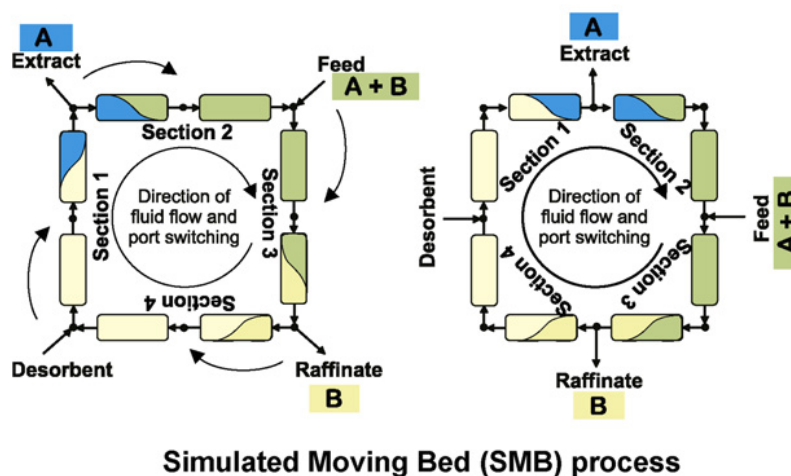 A
Extract
Feed
A + B
Section 2
Section 1
Direction of
fluid flow and
port switching
Section 3
Section 4
Desorbent
Raffinate
B
A
Extract
Section 1
Section 2
Desorbent
Direction of
fluid flow and
port switching
Feed
A + B
Section 4
Section 3
Raffinate
B
Simulated Moving Bed (SMB) process